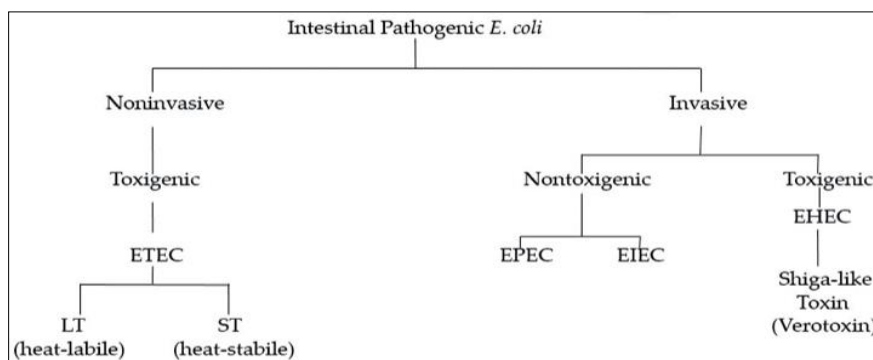 Intestinal Pathogenic E. coli
Noninvasive Invasive
Toxigenic Nontoxigenic Toxigenic
EHEC
ETEC EPEC EIEC
Shiga-like
Toxin
(Verotoxin)
LT ST
(heat-labile) (heat-stabile)